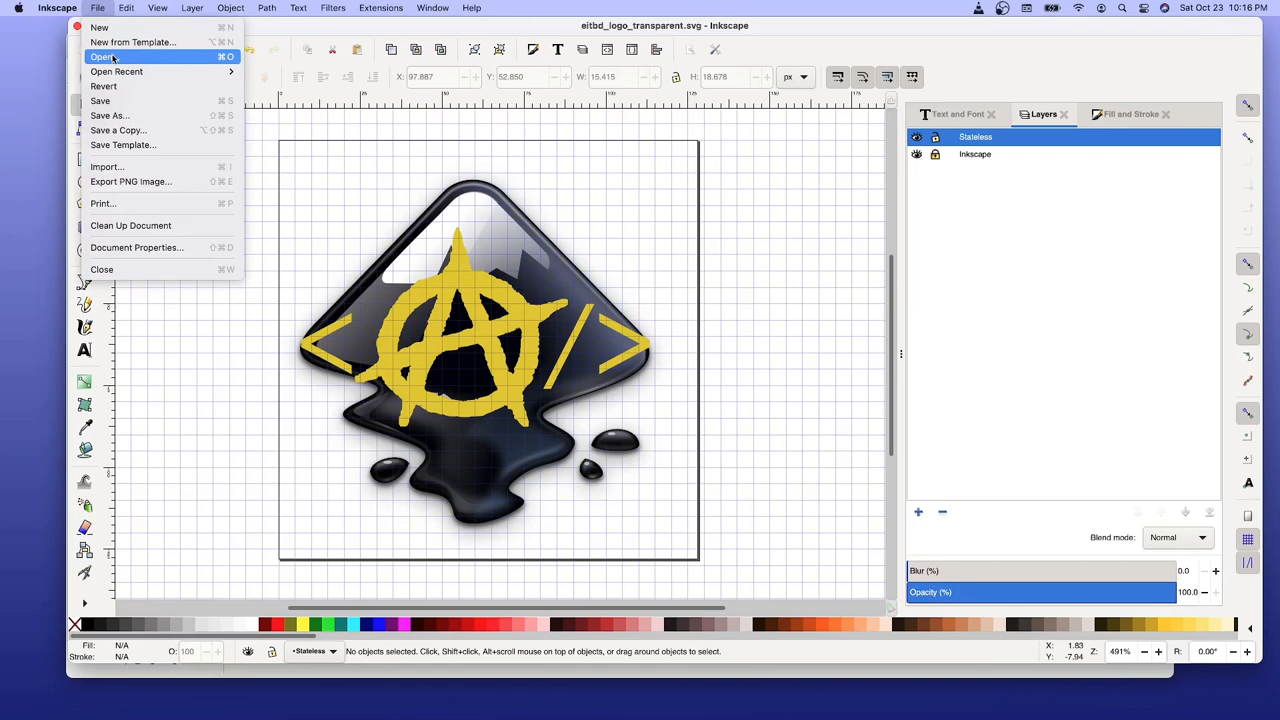 Inkscape File Edit View Layer Object Path Text Filters Extensions Window Help Sat Oct 23 10:16 PM
eitbd_logo_transparent.svg - Inkscape
New ⌘N
New from Template... ⌥⌘N
Open... ⌘O
Open Recent
Revert
Save ⌘S
Save As... ⇧⌘S
Save a Copy... ⌥⇧⌘S
Save Template...
Import... ⌘I
Export PNG Image... ⇧⌘E
Print... ⌘P
Clean Up Document
Document Properties... ⇧⌘D
Close ⌘W
X: 97.887 Y: 52.850 W: 15.415 H: 18.678 px
Text and Font Layers Fill and Stroke
Stateless
Inkscape
Blend mode: Normal
Blur (%) 0.0
Opacity (%) 100.0
Fill: N/A
Stroke: N/A
O: 100
•Stateless
No objects selected. Click, Shift+click, Alt+scroll mouse on top of objects, or drag around objects to select.
X: 1.83
Y: -7.94
Z: 491%
R: 0.00°